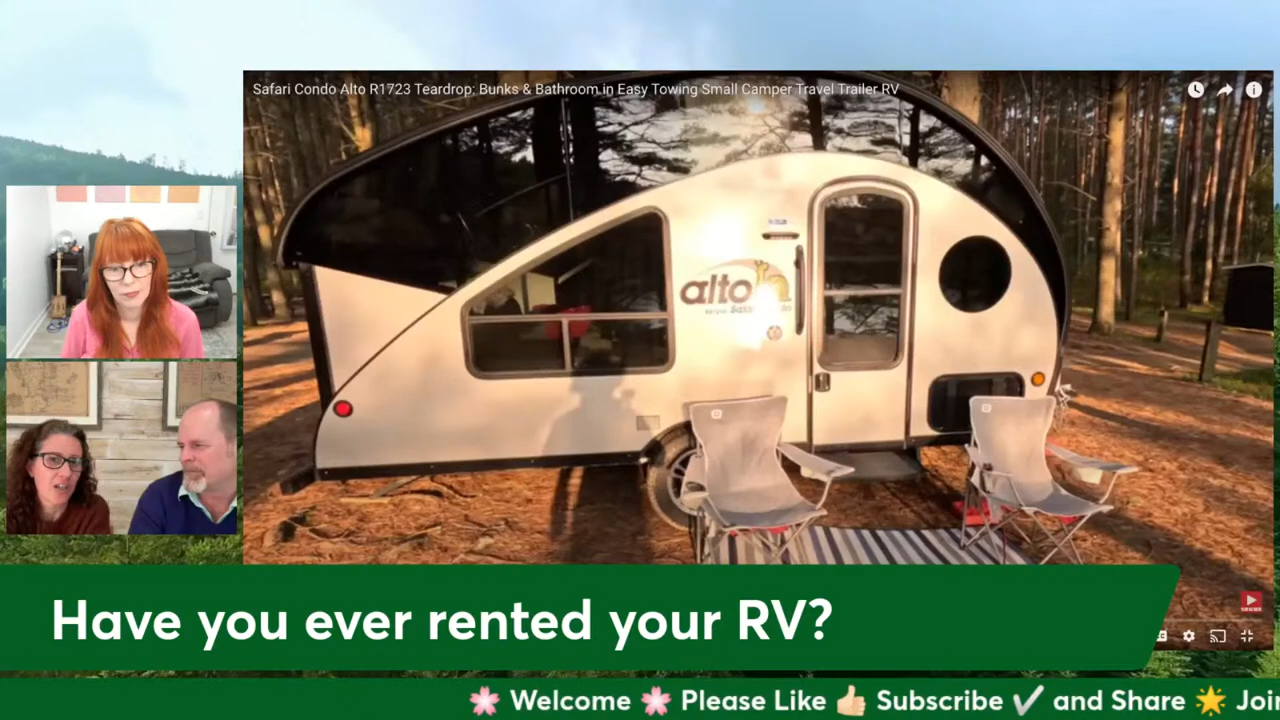 Safari Condo Alto R1723 Teardrop: Bunks & Bathroom in Easy Towing Small Camper Travel Trailer RV
alto
Have you ever rented your RV?
🌸 Welcome 🌸 Please Like 👍🏼 Subscribe ✔️ and Share 🌟 Joi